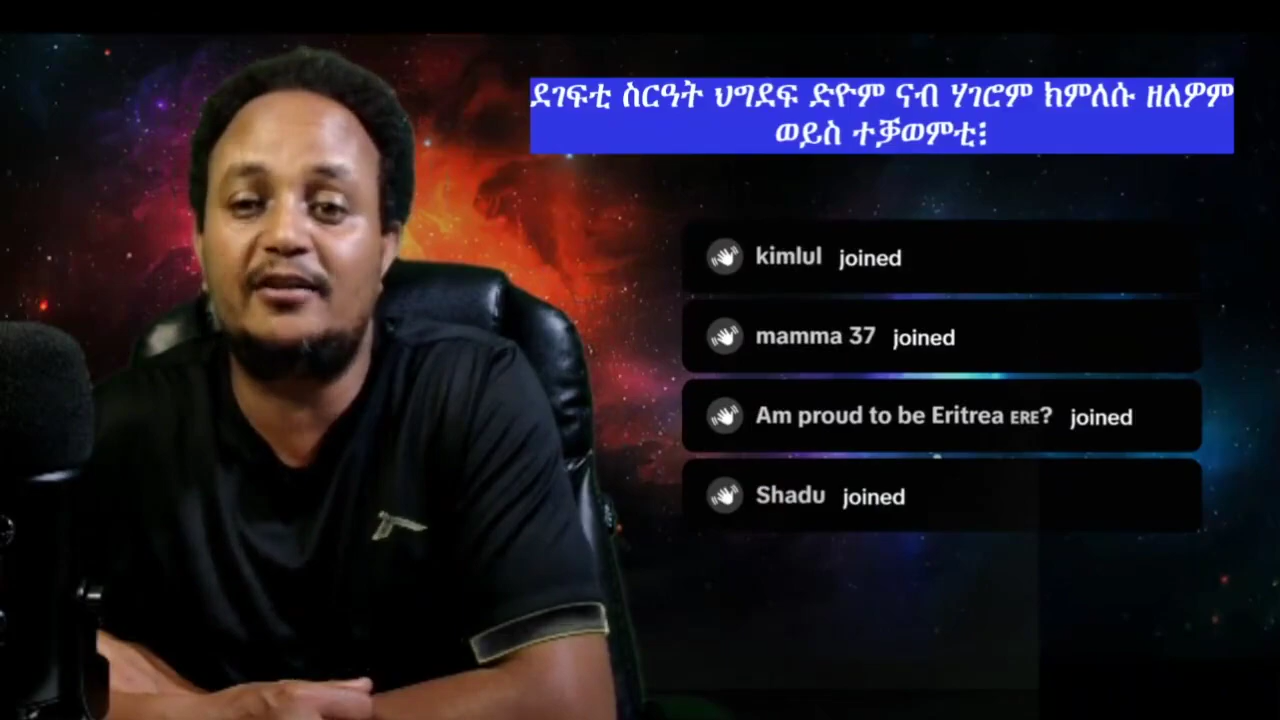 ደገፍቲ ስርዓት ህግደፍ ድዮም ናብ ሃገሮም ክምለሱ ዘለዎም
ወይስ ተቓወምቲ፧
kimlul joined
mamma 37 joined
Am proud to be Eritrea ERE? joined
Shadu joined